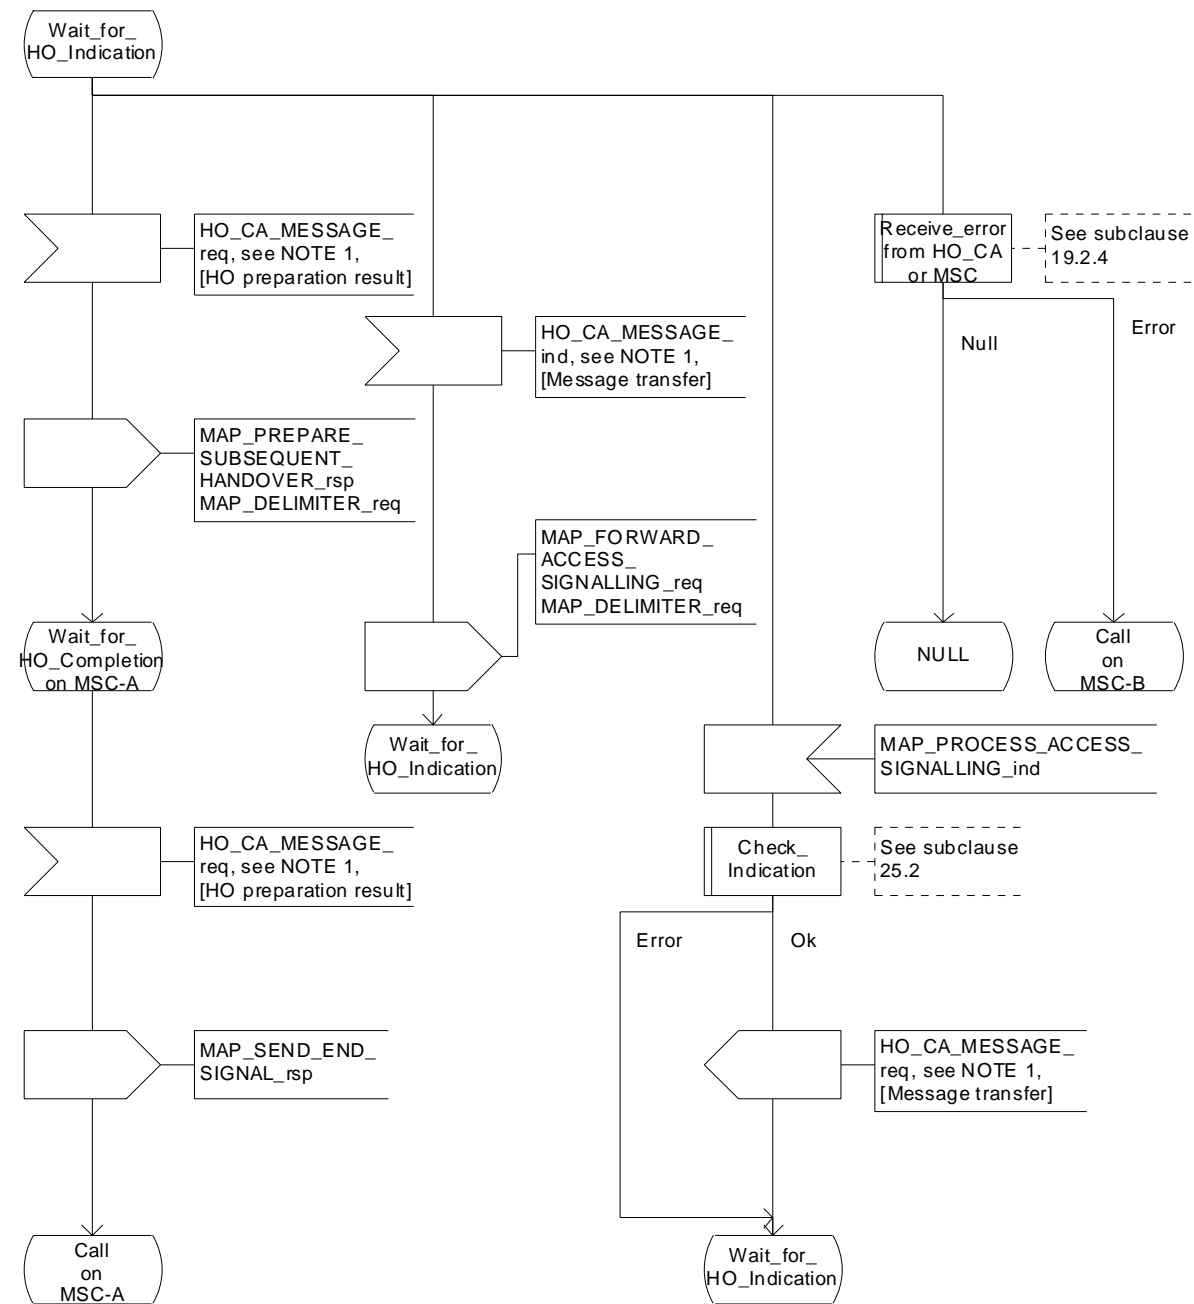 Wait_for_
HO_Indication
HO_CA_MESSAGE_
req, see NOTE 1,
[HO preparation result]
Receive_error
from HO_CA
or MSC
See subclause
19.2.4
HO_CA_MESSAGE_
ind, see NOTE 1,
[Message transfer]
Null
Error
MAP_PREPARE_
SUBSEQUENT_
HANDOVER_rsp
MAP_DELIMITER_req
MAP_FORWARD_
ACCESS_
SIGNALLING_req
MAP_DELIMITER_req
Wait_for_
HO_Completion
on MSC-A
NULL
Call
on
MSC-B
Wait_for_
HO_Indication
MAP_PROCESS_ACCESS_
SIGNALLING_ind
HO_CA_MESSAGE_
req, see NOTE 1,
[HO preparation result]
Check_
Indication
See subclause
25.2
Error
Ok
MAP_SEND_END_
SIGNAL_rsp
HO_CA_MESSAGE_
req, see NOTE 1,
[Message transfer]
Call
on
MSC-A
Wait_for_
HO_Indication